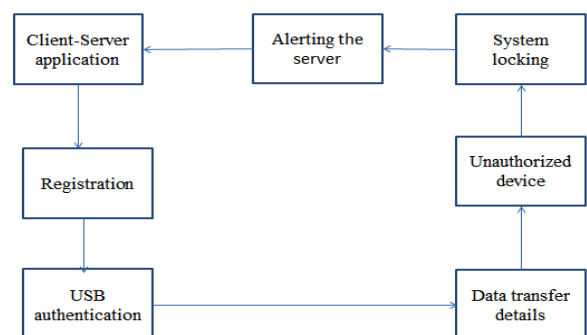 Client-Server
application
Alerting the
server
System
locking
Registration
Unauthorized
device
USB
authentication
Data transfer
details